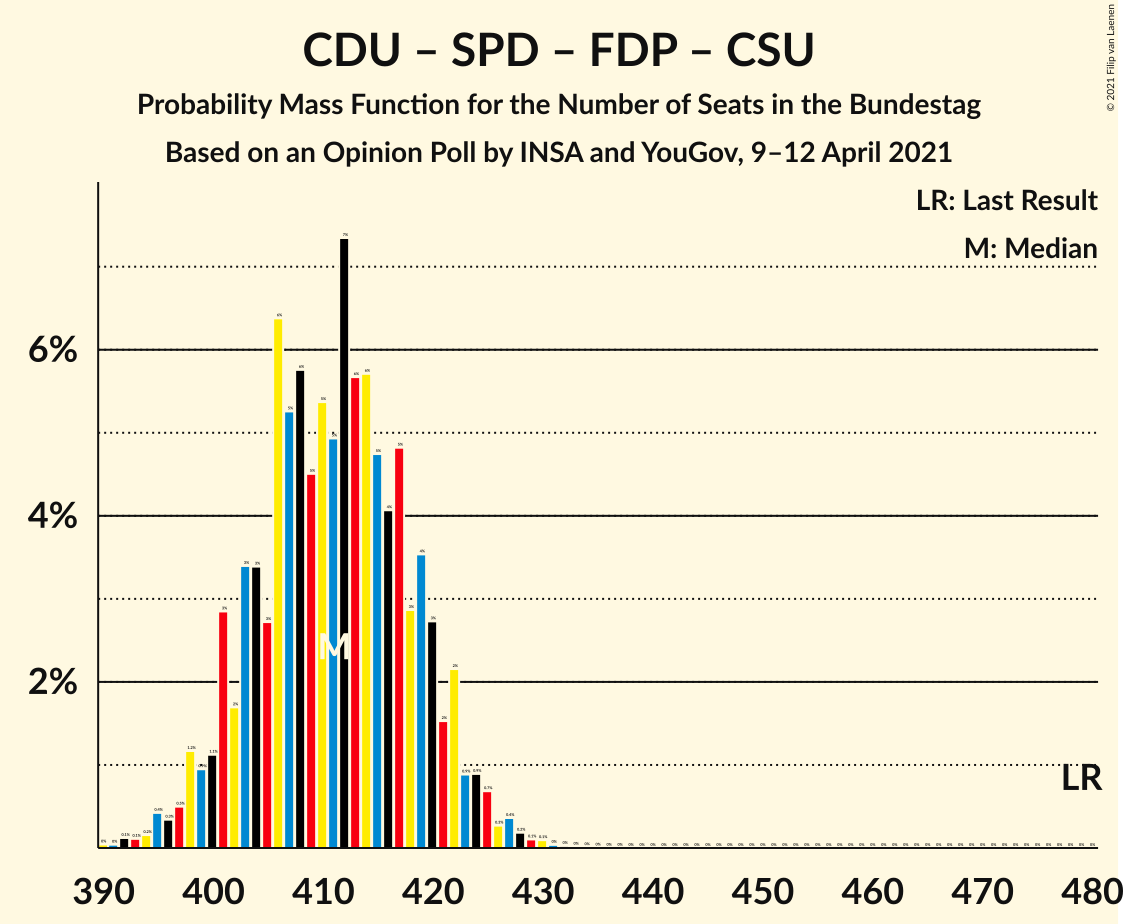 CDU – SPD – FDP – CSU
Probability Mass Function for the Number of Seats in the Bundestag
Based on an Opinion Poll by INSA and YouGov, 9–12 April 2021
© 2021 Filip van Laenen
LR: Last Result
M: Median
6%
4%
2%
M
LR
390 400 410 420 430 440 450 460 470 480